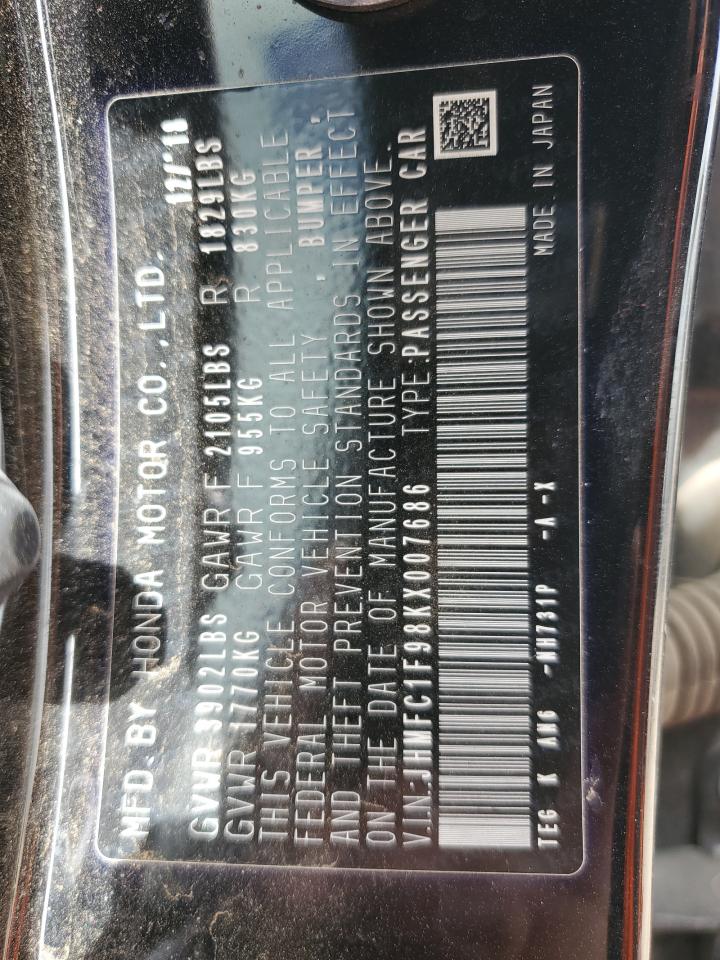 MFD.BY HONDA MOTOR CO.,LTD. 12/'18
GVWR 3902LBS GAWR F 2105LBS R 1829LBS
GVWR 1770KG GAWR F 955KG R 830KG
THIS VEHICLE CONFORMS TO ALL APPLICABLE
FEDERAL MOTOR VEHICLE SAFETY , BUMPER ,
AND THEFT PREVENTION STANDARDS IN EFFECT
ON THE DATE OF MANUFACTURE SHOWN ABOVE.
V.I.N.:JHMFC1F98KX007686 TYPE:PASSENGER CAR
TEG K AWG -NH731P -A-X MADE IN JAPAN